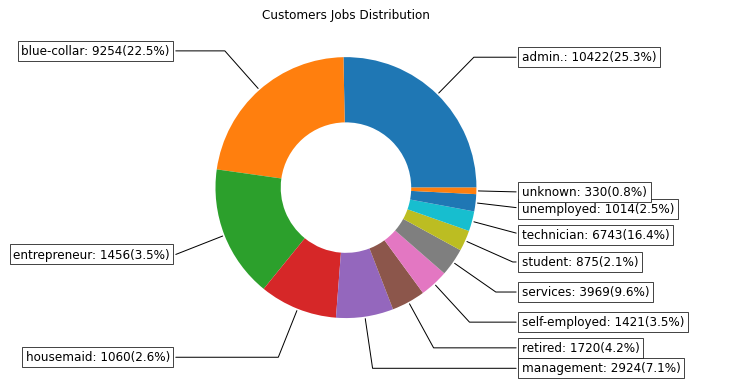 Customers Jobs Distribution
blue-collar: 9254(22.5%)
admin.: 10422(25.3%)
unknown: 330(0.8%)
unemployed: 1014(2.5%)
technician: 6743(16.4%)
entrepreneur: 1456(3.5%)
student: 875(2.1%)
services: 3969(9.6%)
self-employed: 1421(3.5%)
retired: 1720(4.2%)
housemaid: 1060(2.6%)
management: 2924(7.1%)